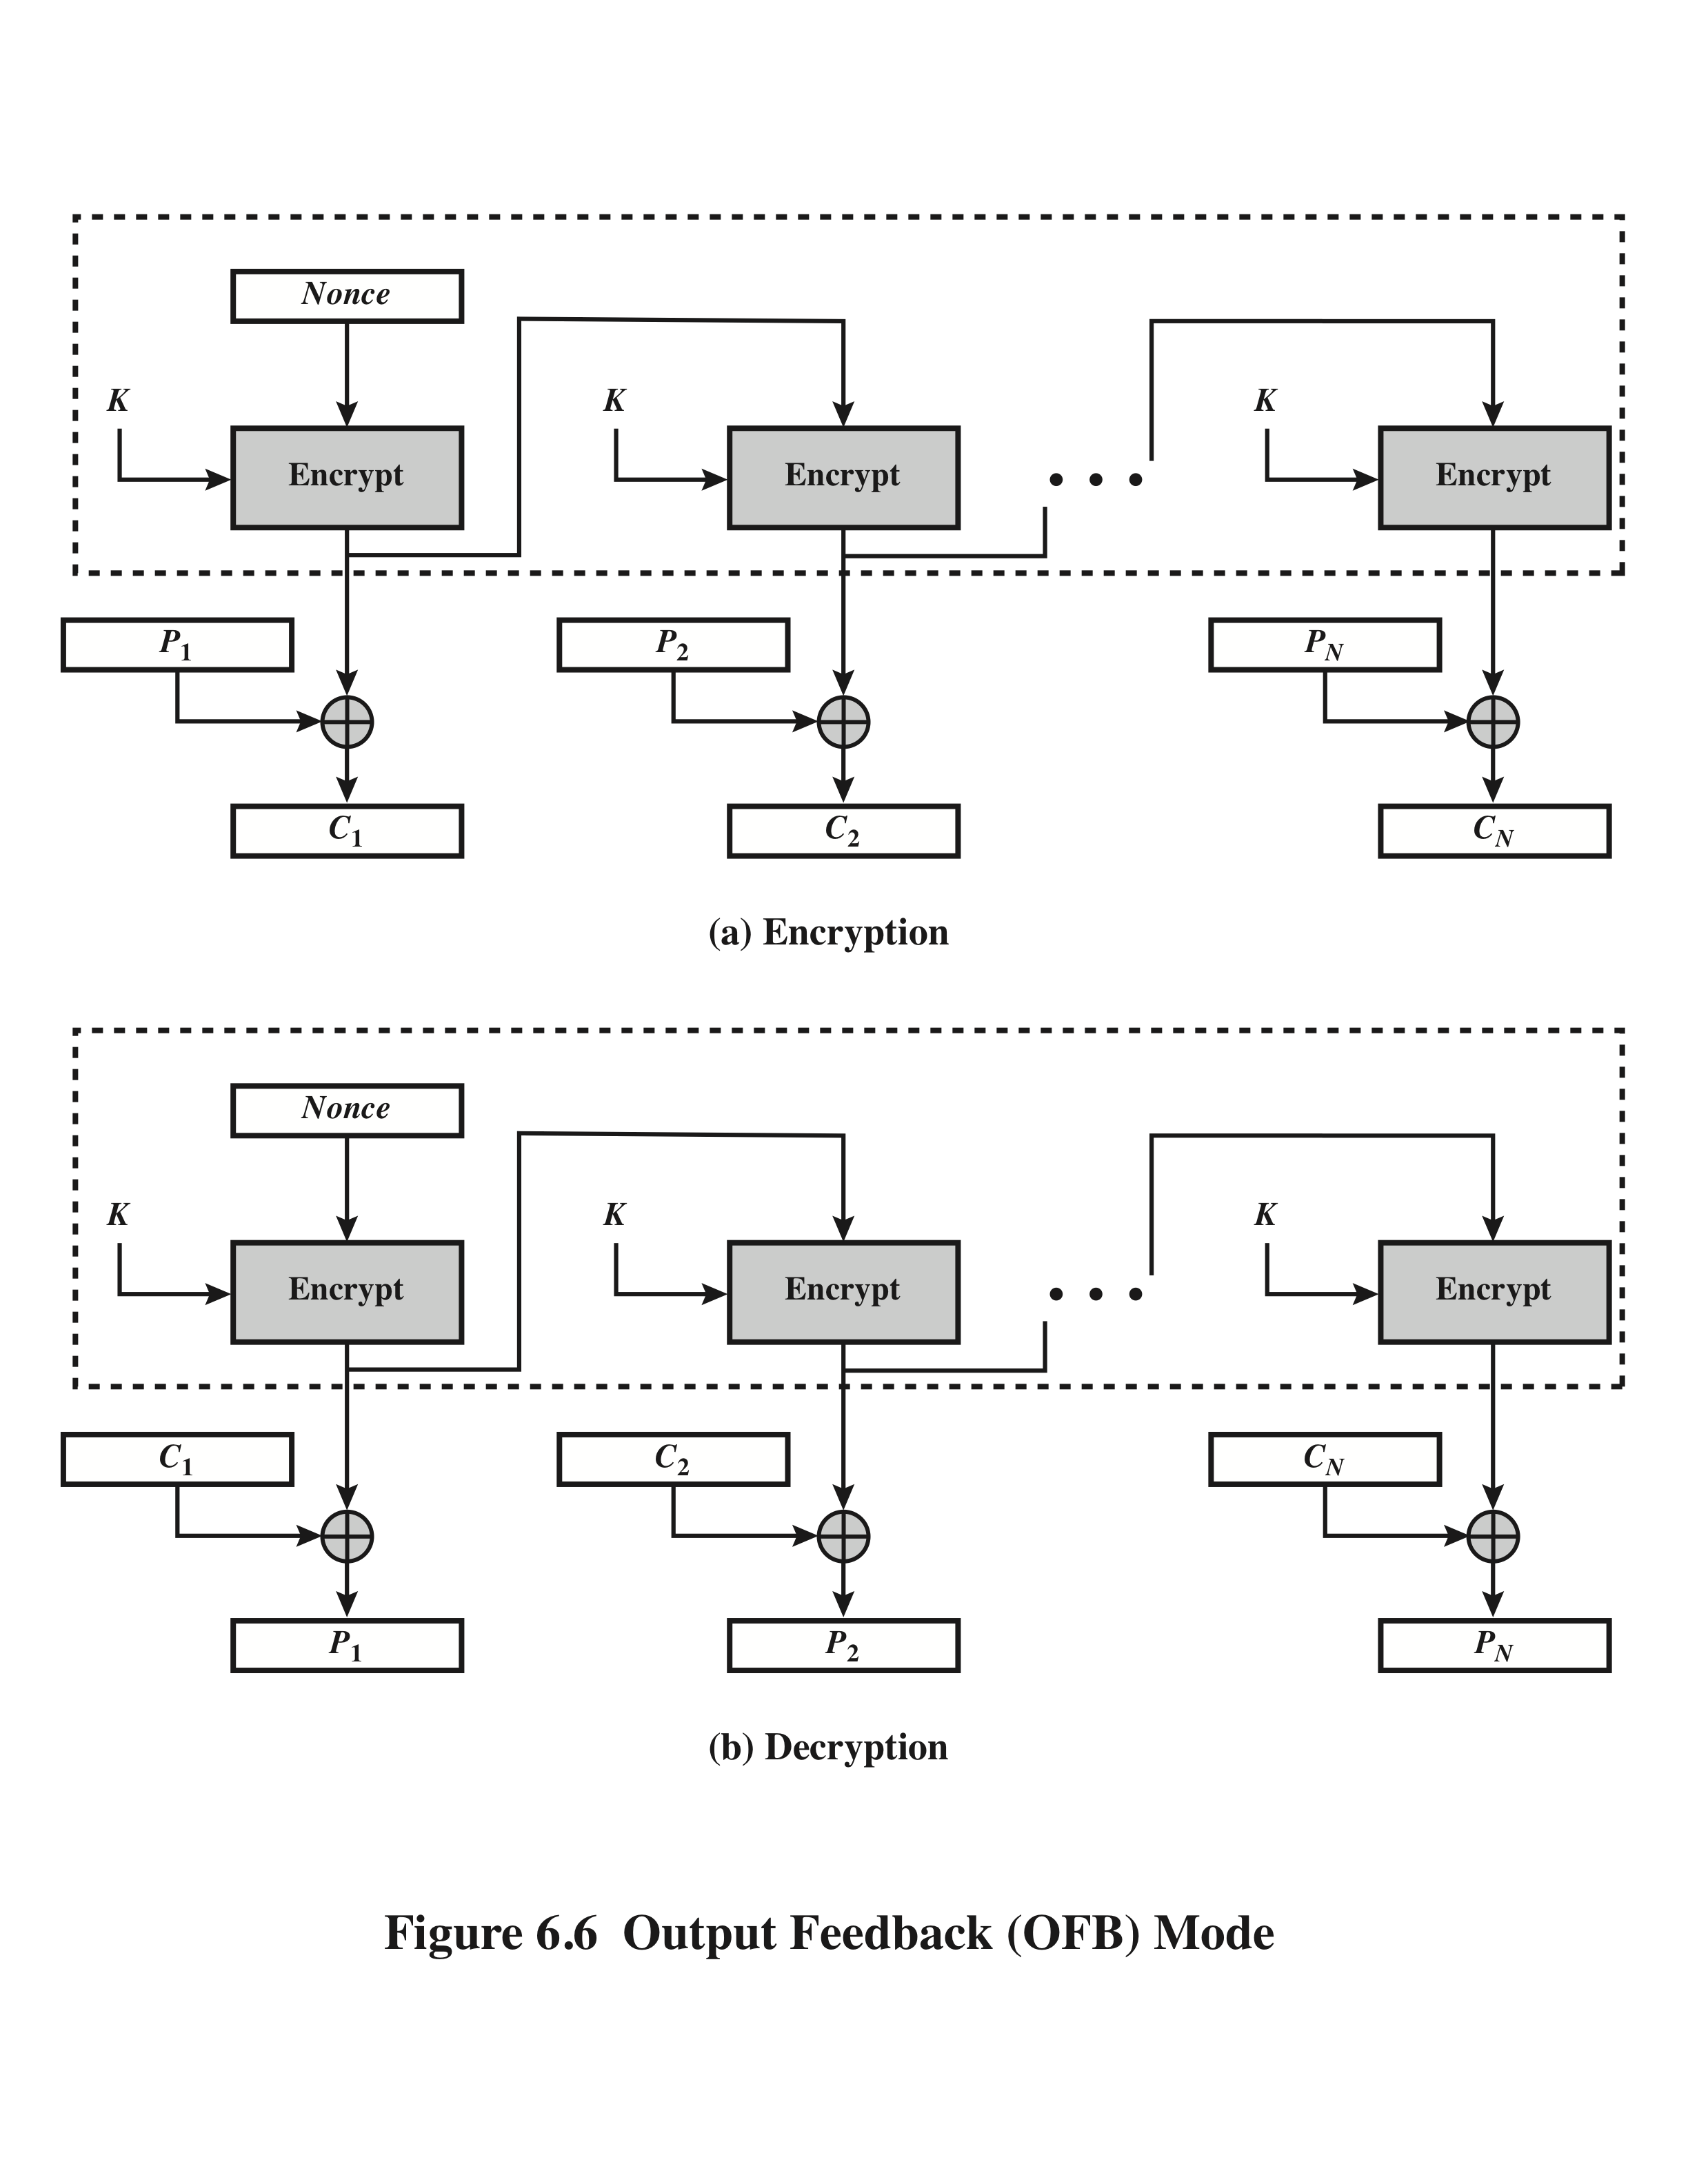 Nonce
K K K
Encrypt Encrypt Encrypt
P1 P2 PN
C1 C2 CN
(a) Encryption
Nonce
K K K
Encrypt Encrypt Encrypt
C1 C2 CN
P1 P2 PN
(b) Decryption
Figure 6.6 Output Feedback (OFB) Mode